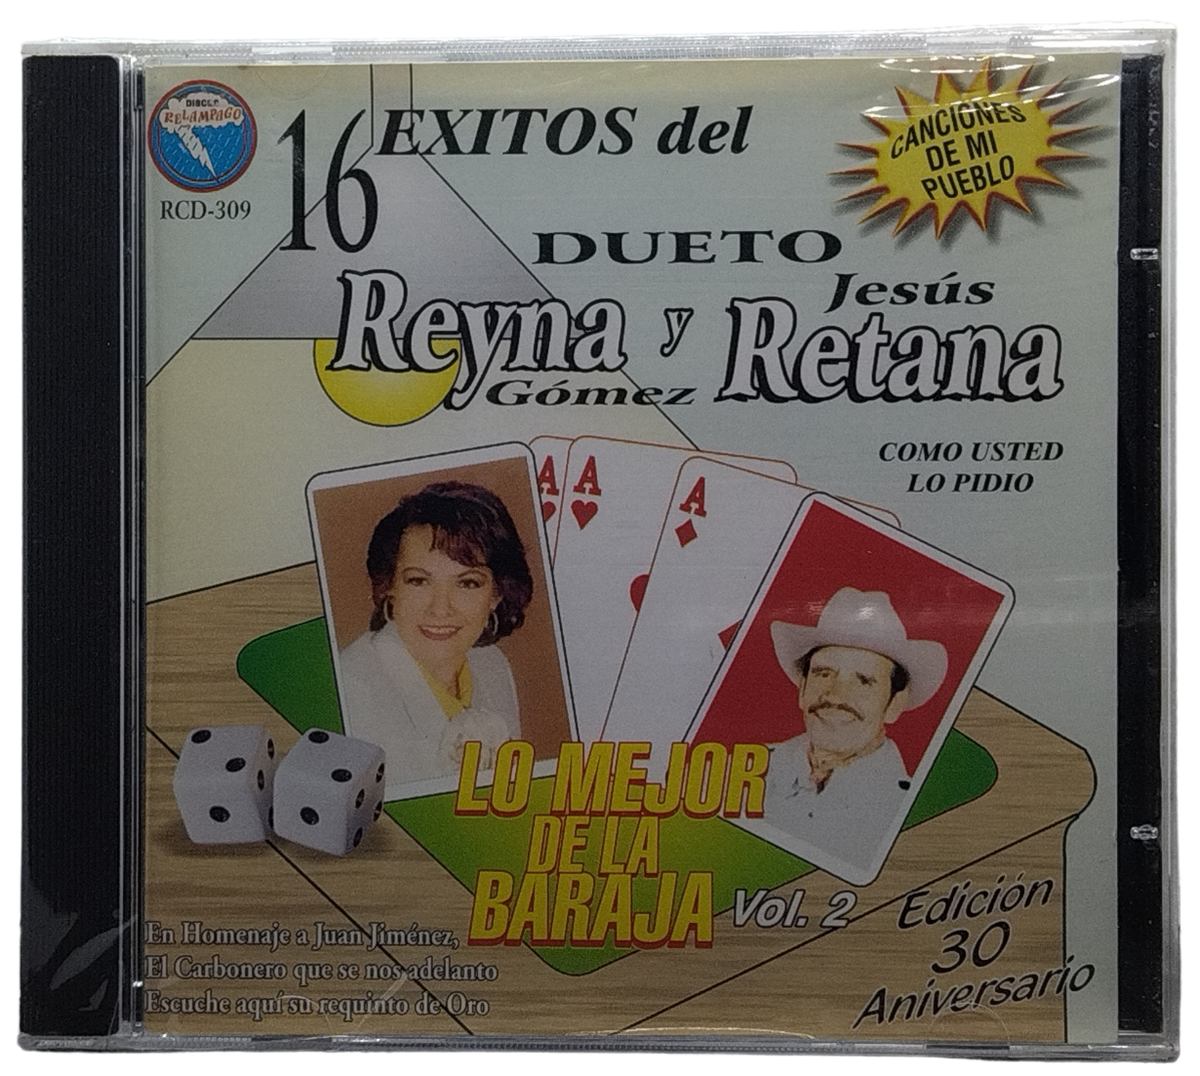 DISCOS
RELAMPAGO
RCD-309
16 EXITOS del
CANCIONES
DE MI
PUEBLO
DUETO
Reyna y Jesús
Gómez Retana
COMO USTED
LO PIDIO
A
A
A
LO MEJOR
DE LA
BARAJA Vol. 2
Edición
30
Aniversario
En Homenaje a Juan Jiménez,
El Carbonero que se nos adelanto
Escuche aquí su requinto de Oro